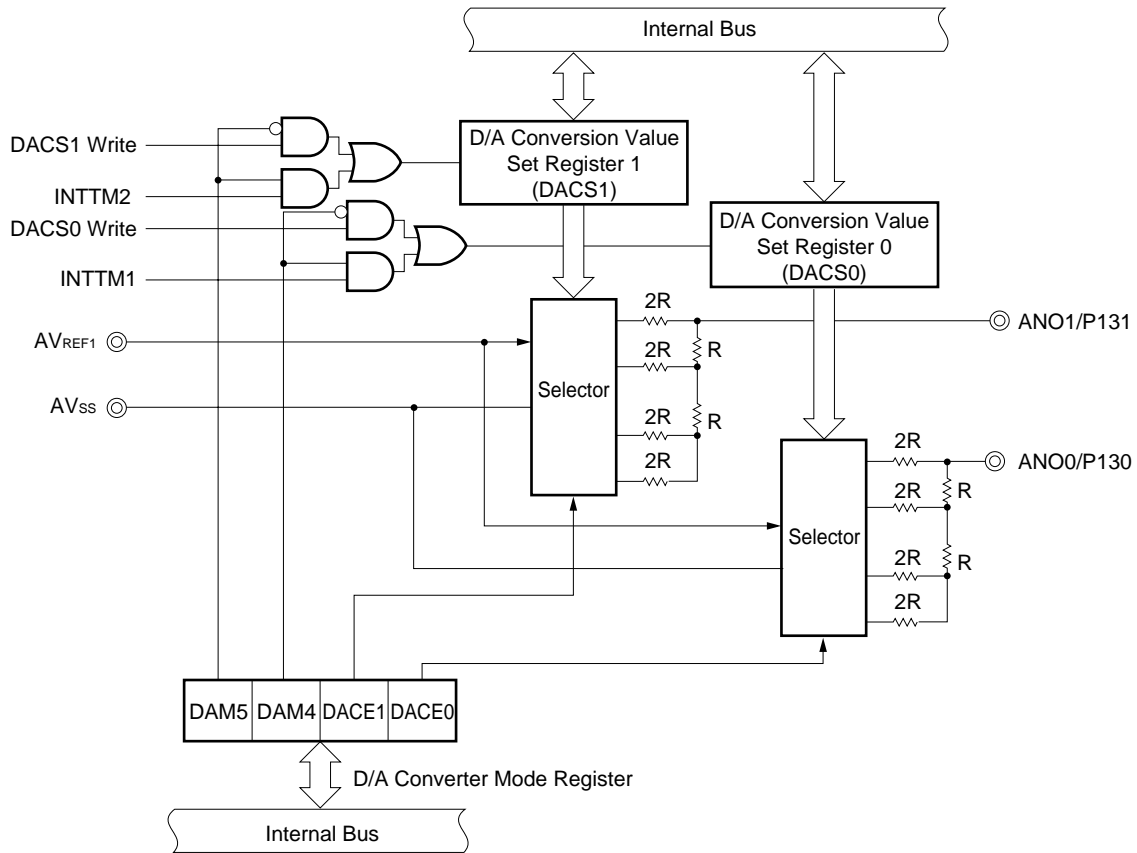 Internal Bus
DACS1 Write
INTTM2
DACS0 Write
INTTM1
D/A Conversion Value
Set Register 1
(DACS1)
D/A Conversion Value
Set Register 0
(DACS0)
AVREF1
AVSS
Selector
2R
2R
R
2R
R
2R
ANO1/P131
Selector
2R
2R
R
2R
R
2R
ANO0/P130
DAM5 DAM4 DACE1 DACE0
D/A Converter Mode Register
Internal Bus